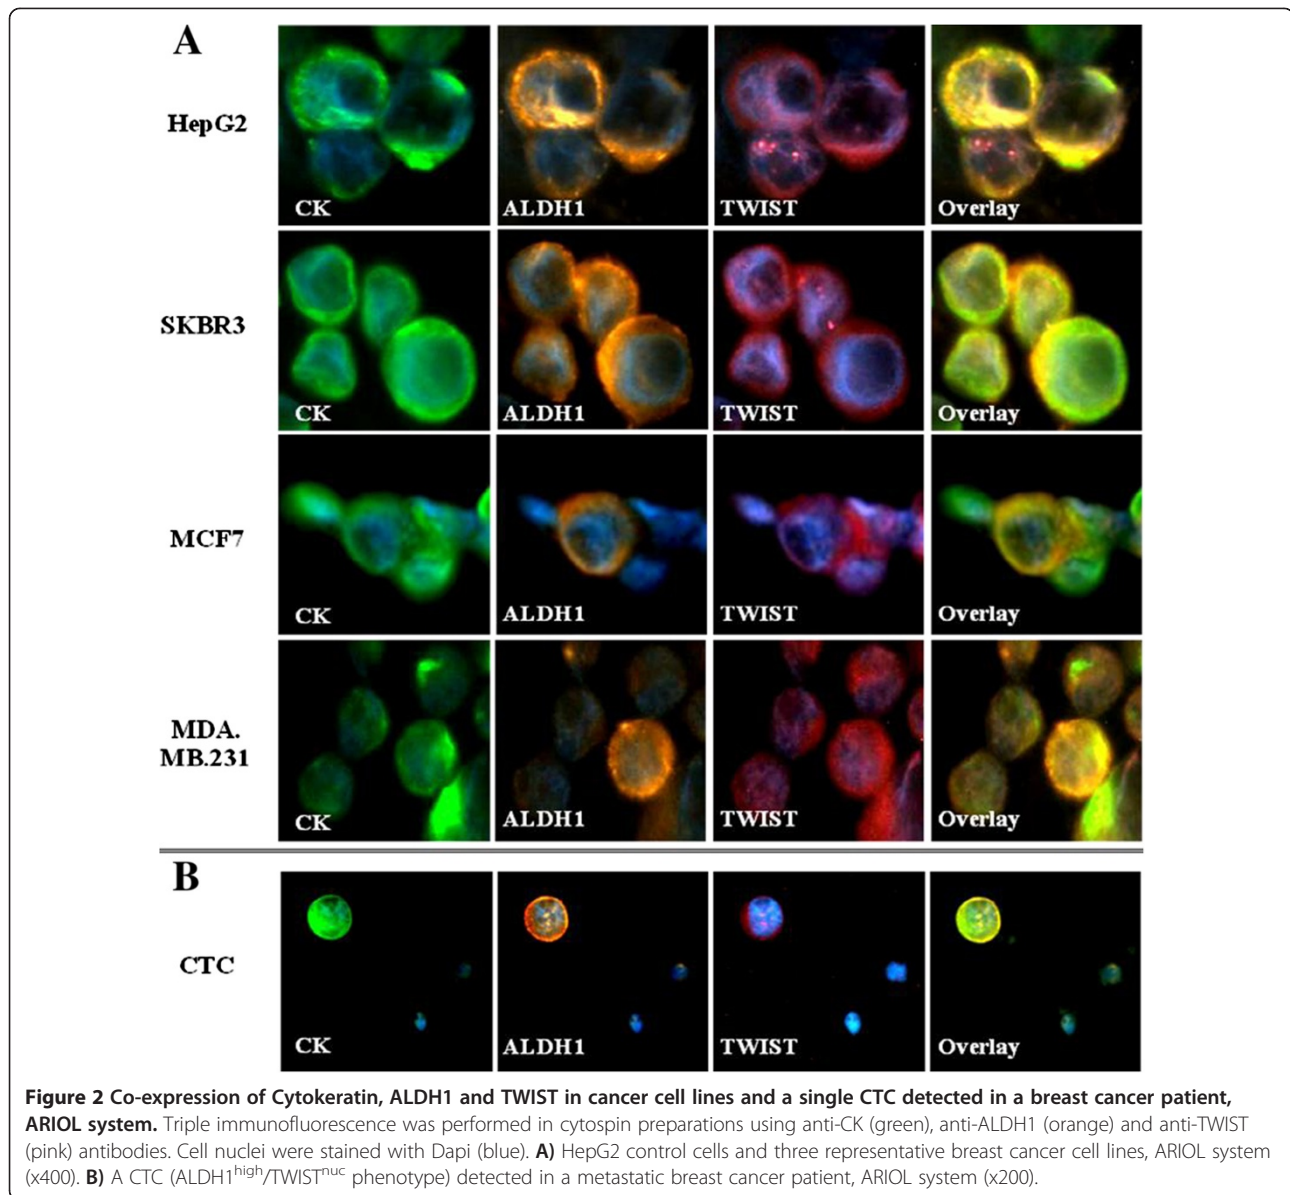 A
HepG2
CK
ALDH1
TWIST
Overlay
SKBR3
CK
ALDH1
TWIST
Overlay
MCF7
CK
ALDH1
TWIST
Overlay
MDA.
MB.231
CK
ALDH1
TWIST
Overlay
B
CTC
CK
ALDH1
TWIST
Overlay
Figure 2 Co-expression of Cytokeratin, ALDH1 and TWIST in cancer cell lines and a single CTC detected in a breast cancer patient,
ARIOL system. Triple immunofluorescence was performed in cytospin preparations using anti-CK (green), anti-ALDH1 (orange) and anti-TWIST
(pink) antibodies. Cell nuclei were stained with Dapi (blue). A) HepG2 control cells and three representative breast cancer cell lines, ARIOL system
(x400). B) A CTC (ALDH1high/TWISTnuc phenotype) detected in a metastatic breast cancer patient, ARIOL system (x200).